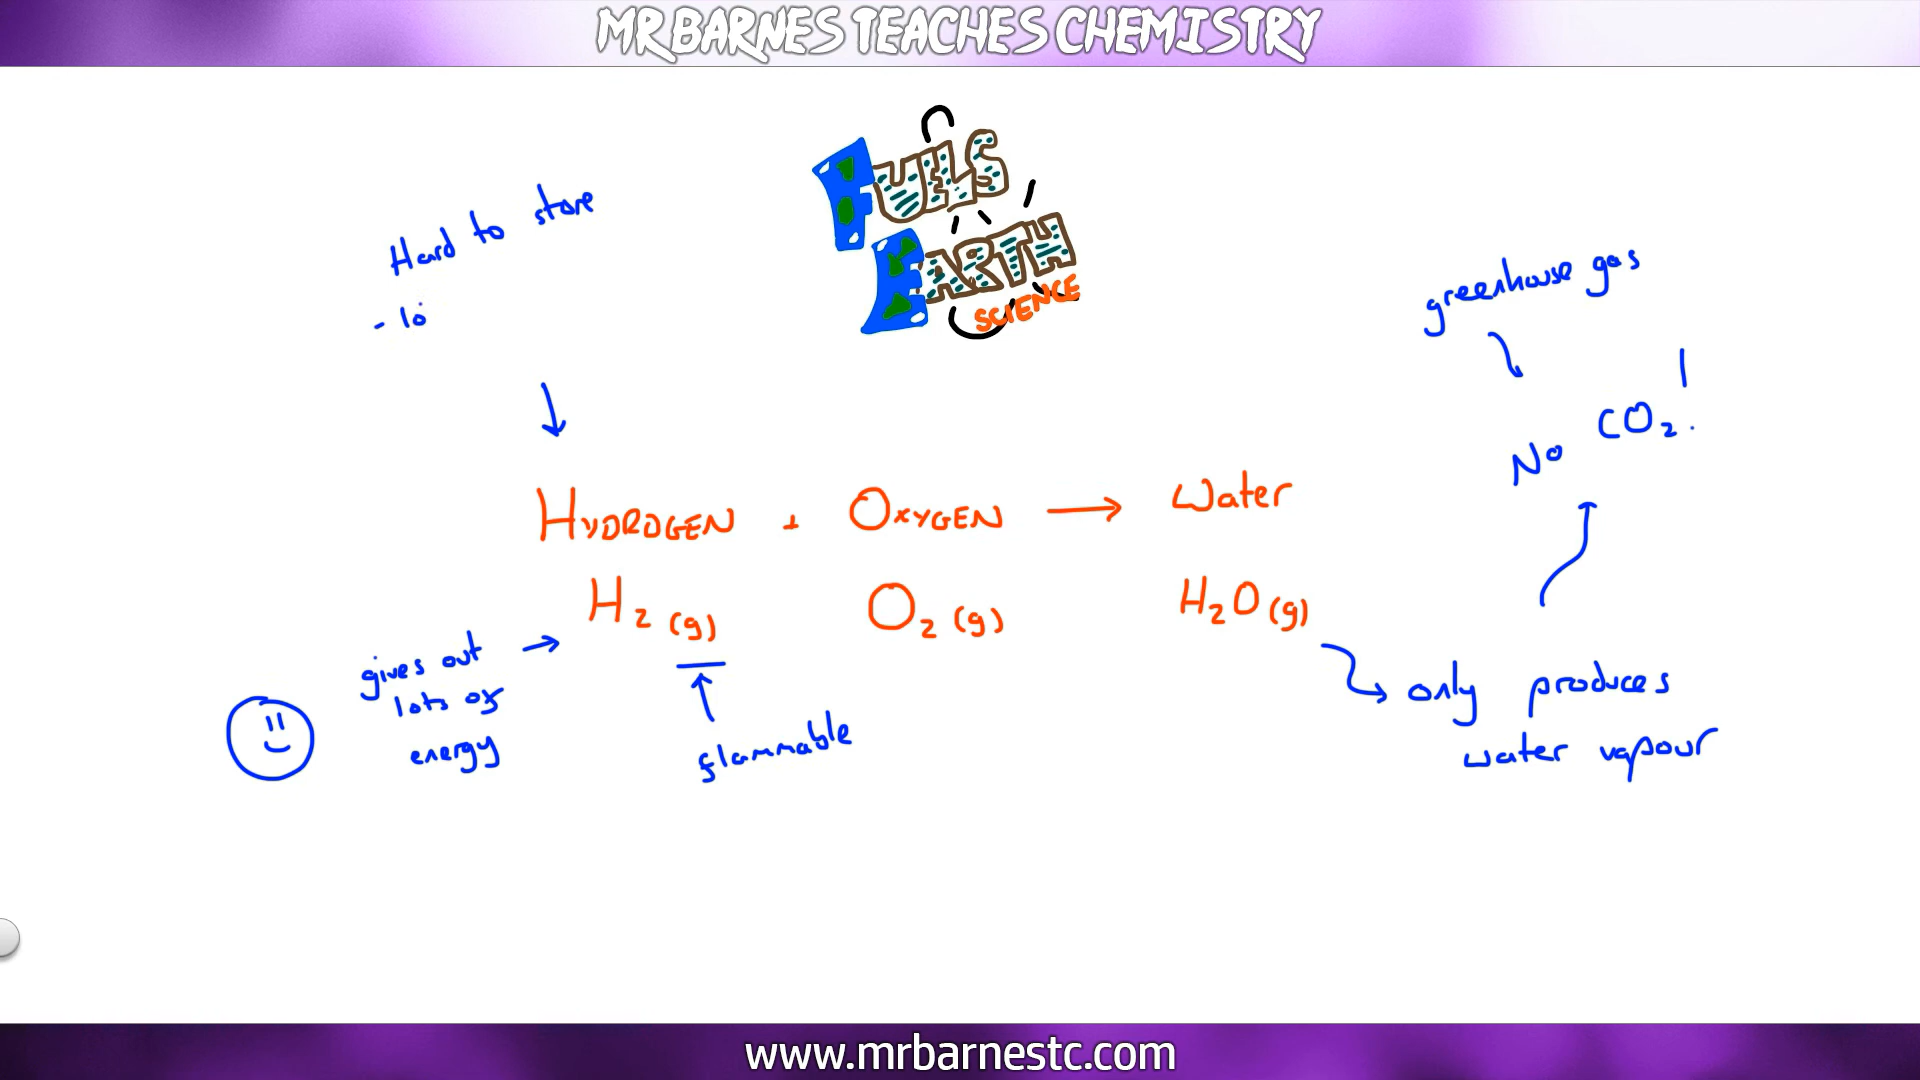 MR BARNES TEACHES CHEMISTRY
FUELS
EARTH
SCIENCE
Hard to store
- lo
greenhouse gas
No CO₂!
HYDROGEN + OXYGEN → Water
H₂ (g) O₂ (g) H₂O (g)
gives out →
lots of
energy
flammable
only produces
water vapour
www.mrbarnestc.com